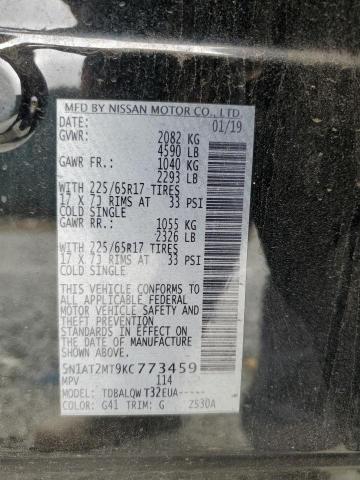 MFD BY NISSAN MOTOR CO., LTD.
DATE: 01/19
GVWR: 2082 KG
4590 LB
GAWR FR.: 1040 KG
2293 LB
WITH 225/65R17 TIRES
17 X 7J RIMS AT 33 PSI
COLD SINGLE
GAWR RR.: 1055 KG
2326 LB
WITH 225/65R17 TIRES
17 X 7J RIMS AT 33 PSI
COLD SINGLE
THIS VEHICLE CONFORMS TO ALL
APPLICABLE FEDERAL
MOTOR VEHICLE SAFETY AND
THEFT PREVENTION
STANDARDS IN EFFECT ON THE
DATE OF MANUFACTURE
SHOWN ABOVE.
5N1AT2MT9KC773459
MPV 114
MODEL: TDBALQWT32EUA-----
COLOR: G41 TRIM: G ZS30A